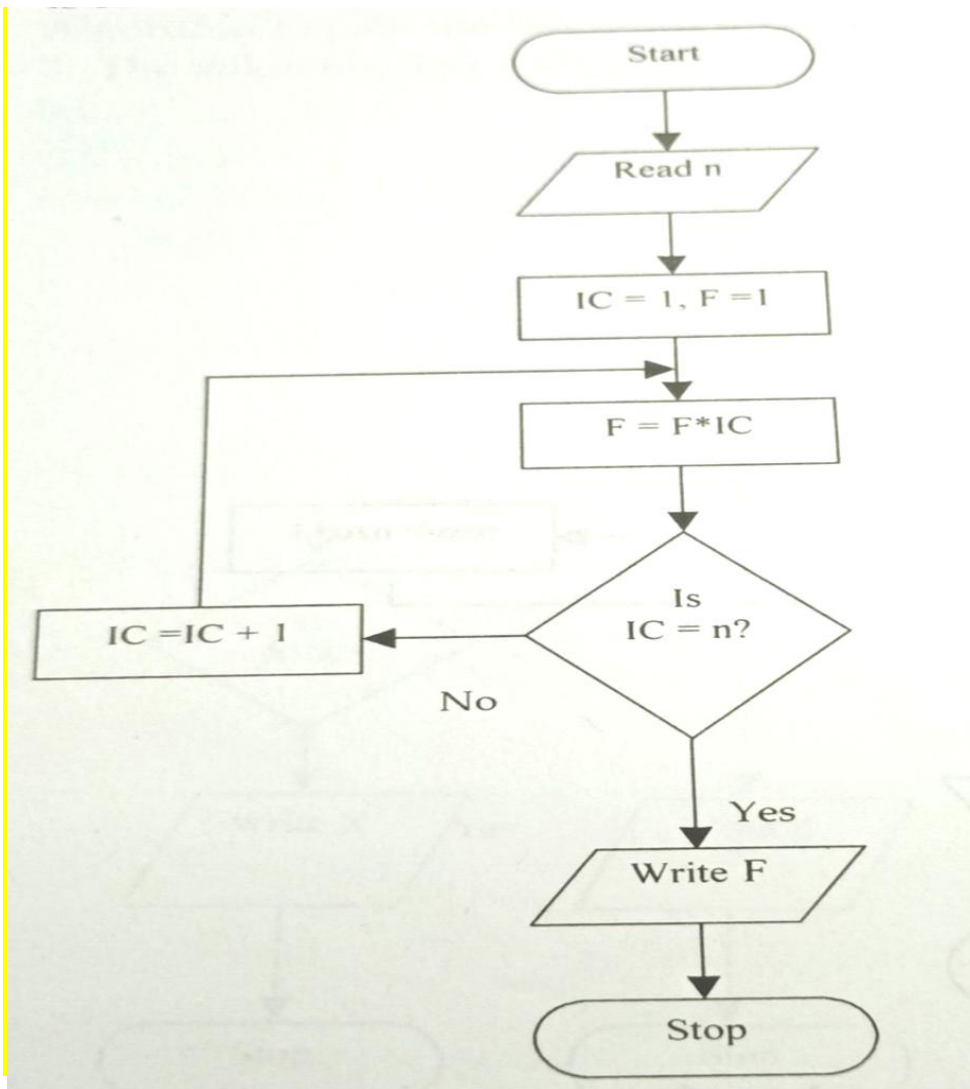 Start
Read n
IC = 1, F =1
F = F*IC
Is
IC = n?
IC =IC + 1
No
Yes
Write F
Stop